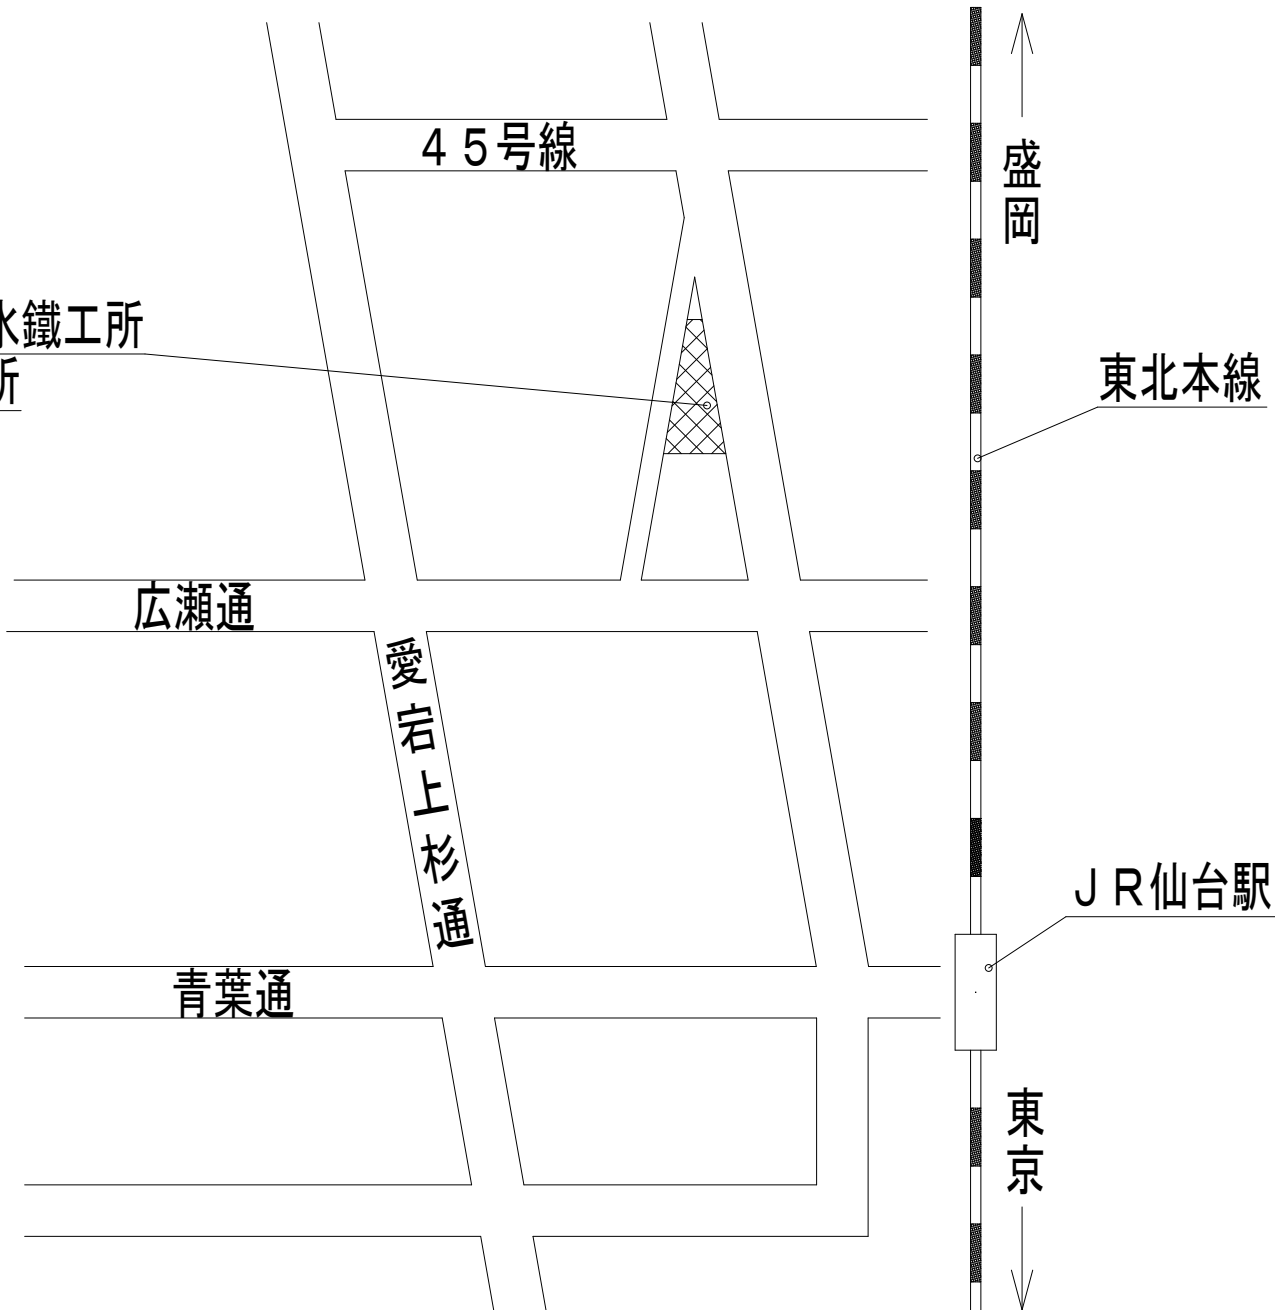 ４５号線
盛岡
水鐵工所
所
東北本線
広瀬通
愛宕上杉通
ＪＲ仙台駅
青葉通
東京